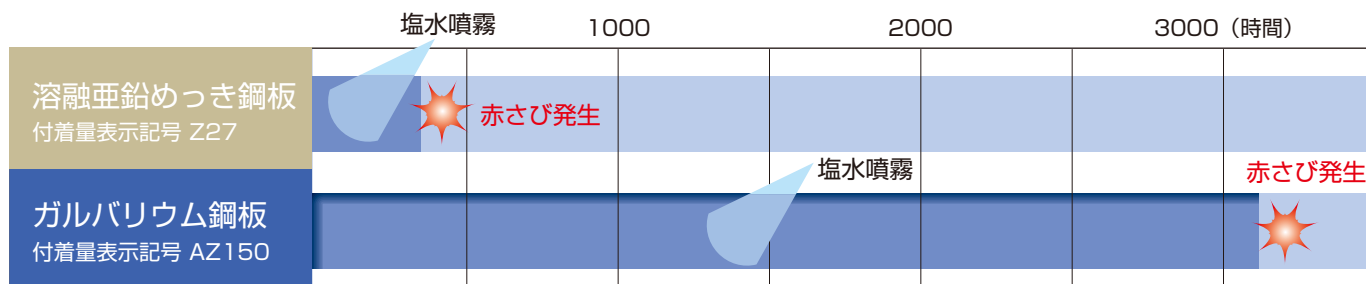 塩水噴霧
1000
2000
3000（時間）
溶融亜鉛めっき鋼板
付着量表示記号 Z27
赤さび発生
塩水噴霧
赤さび発生
ガルバリウム鋼板
付着量表示記号 AZ150